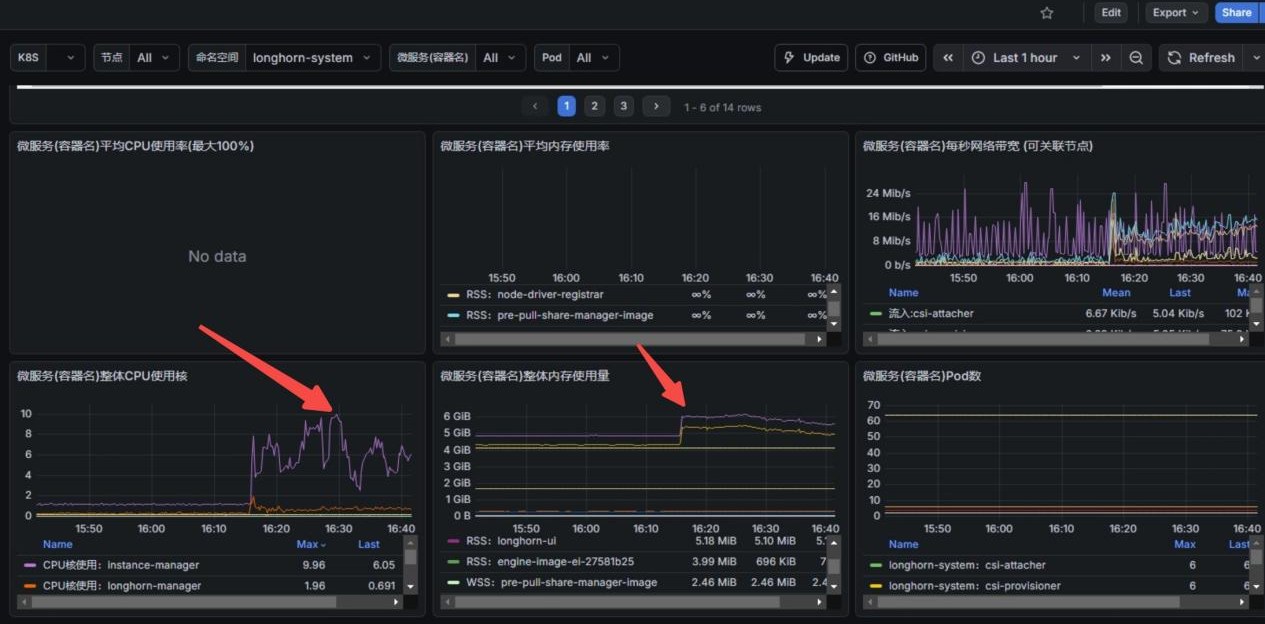 Edit Export Share
K8S 节点 All 命名空间 longhorn-system 微服务(容器名) All Pod All Update GitHub Last 1 hour Refresh
1 2 3 1 - 6 of 14 rows
微服务(容器名)平均CPU使用率(最大100%)
No data
微服务(容器名)平均内存使用率
15:50 16:00 16:10 16:20 16:30 16:40
RSS：node-driver-registrar ∞% ∞% ∞%
RSS：pre-pull-share-manager-image ∞% ∞% ∞%
微服务(容器名)每秒网络带宽 (可关联节点)
24 Mib/s
16 Mib/s
8 Mib/s
0 b/s
15:50 16:00 16:10 16:20 16:30 16:40
Name Mean Last
流入:csi-attacher 6.67 Kib/s 5.04 Kib/s 102
微服务(容器名)整体CPU使用核
10
8
6
4
2
0
15:50 16:00 16:10 16:20 16:30 16:40
Name Max Last
CPU核使用：instance-manager 9.96 6.05
CPU核使用：longhorn-manager 1.96 0.691
微服务(容器名)整体内存使用量
6 GiB
5 GiB
4 GiB
3 GiB
2 GiB
1 GiB
0 B
15:50 16:00 16:10 16:20 16:30 16:40
RSS：longhorn-ui 5.18 MiB 5.10 MiB 5.
RSS：engine-image-ei-27581b25 3.99 MiB 696 KiB 7
WSS：pre-pull-share-manager-image 2.46 MiB 2.46 MiB 2.4
微服务(容器名)Pod数
70
60
50
40
30
20
10
0
15:50 16:00 16:10 16:20 16:30 16:40
Name Max Last
longhorn-system：csi-attacher 6 6
longhorn-system：csi-provisioner 6 6